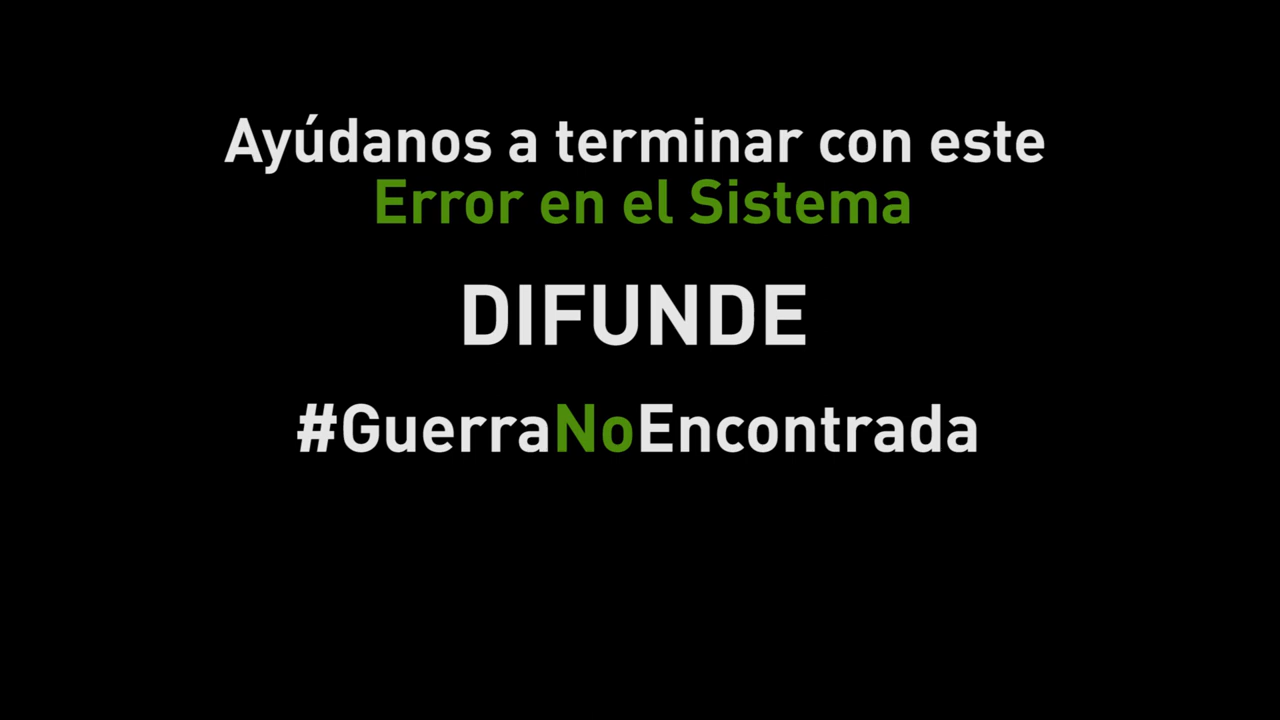 Ayúdanos a terminar con este
Error en el Sistema
DIFUNDE
#GuerraNoEncontrada